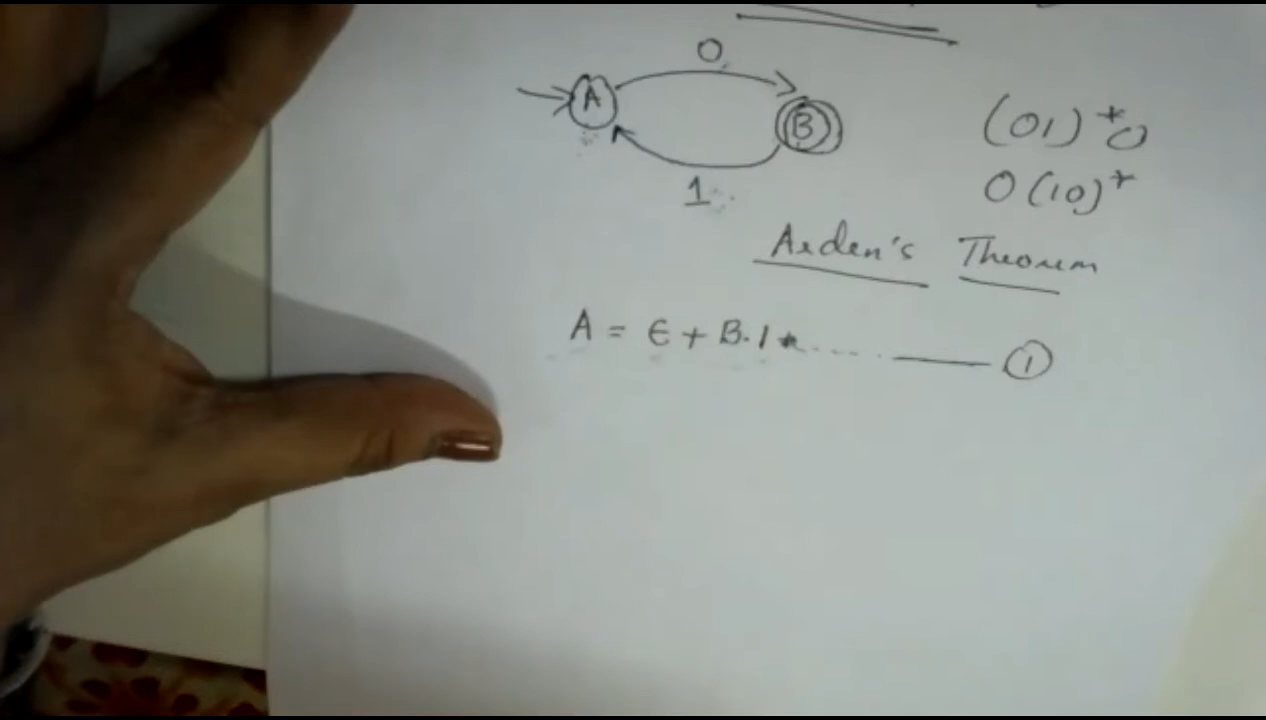 0
A
B
1
(01)*0
0(10)*
Arden's Theorem
A = ε + B.1 ....... ——— ①